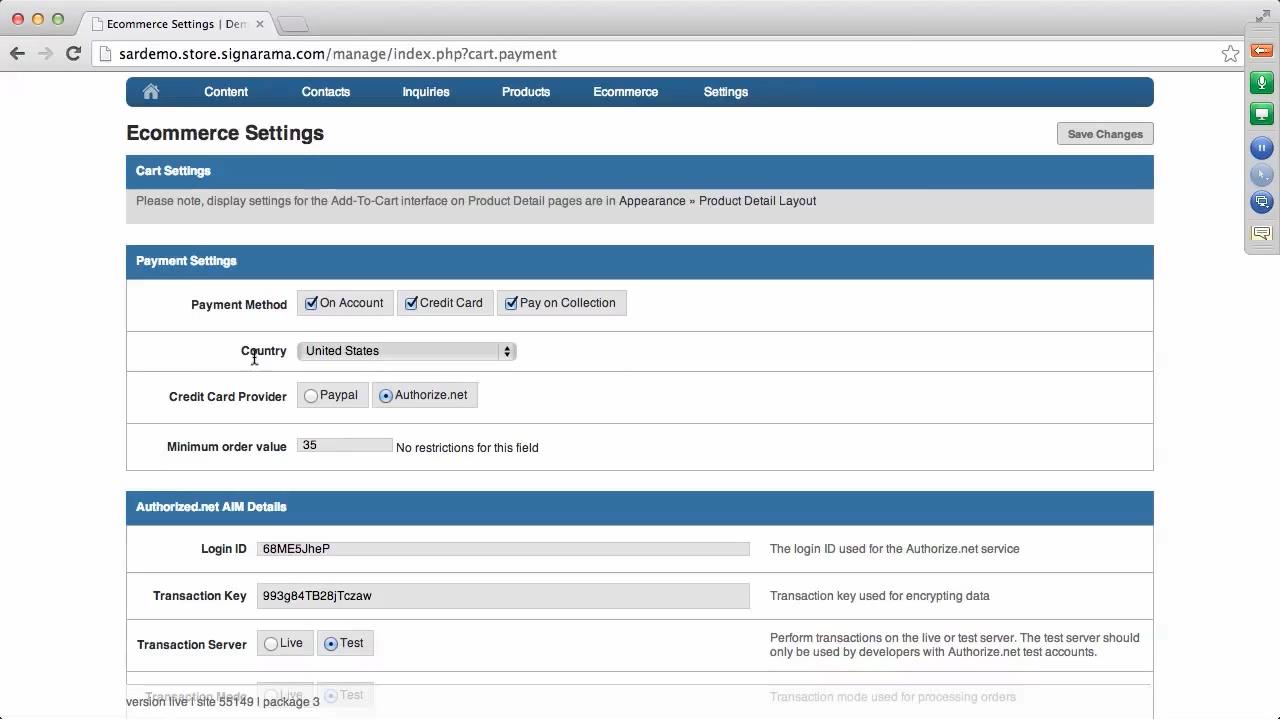 Ecommerce Settings | Dem
sardemo.store.signarama.com/manage/index.php?cart.payment
Content Contacts Inquiries Products Ecommerce Settings
Ecommerce Settings
Save Changes
Cart Settings
Please note, display settings for the Add-To-Cart interface on Product Detail pages are in Appearance » Product Detail Layout
Payment Settings
Payment Method On Account Credit Card Pay on Collection
Country United States
Credit Card Provider Paypal Authorize.net
Minimum order value 35 No restrictions for this field
Authorized.net AIM Details
Login ID 68ME5JheP The login ID used for the Authorize.net service
Transaction Key 993g84TB28jTczaw Transaction key used for encrypting data
Transaction Server Live Test Perform transactions on the live or test server. The test server should
only be used by developers with Authorize.net test accounts.
Transaction Mode Live Test Transaction mode used for processing orders
version live | site 55149 | package 3